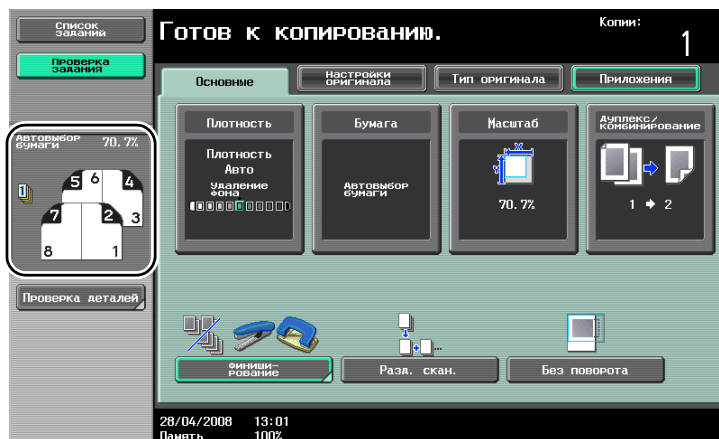 Список
заданий
Готов к копированию.
Копии:
1
Проверка
задания
Основные
Настройки
оригинала
Тип оригинала
Приложения
Автовыбор
бумаги
70.7%
5 6 4
7 2 3
8 1
Плотность
Плотность
Авто
Удаление
фона
Бумага
Автовыбор
бумаги
Масштаб
70.7%
Дуплекс/
комбинирование
1 → 2
Проверка деталей
Финиши-
рование
Разд. скан.
Без поворота
28/04/2008 13:01
Память 100%